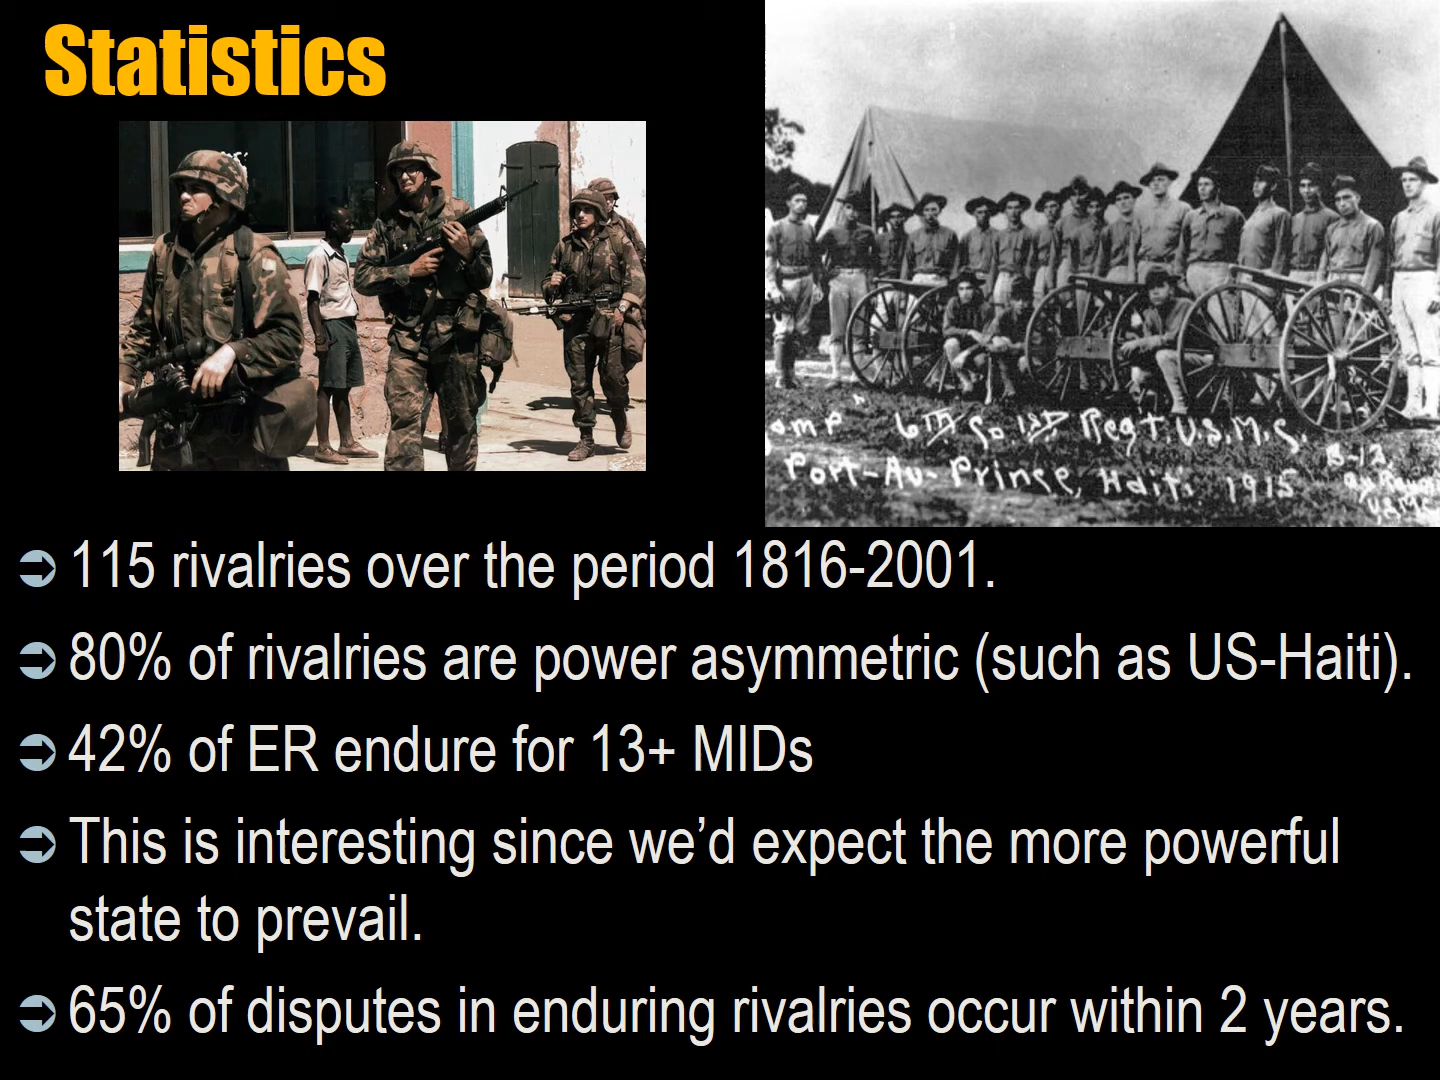 Statistics
omp" 6TH Co. 1ST Reg't. U.S.M.C.
Port-Au-Prince, Haiti 1915
115 rivalries over the period 1816-2001.
80% of rivalries are power asymmetric (such as US-Haiti).
42% of ER endure for 13+ MIDs
This is interesting since we’d expect the more powerful
state to prevail.
65% of disputes in enduring rivalries occur within 2 years.